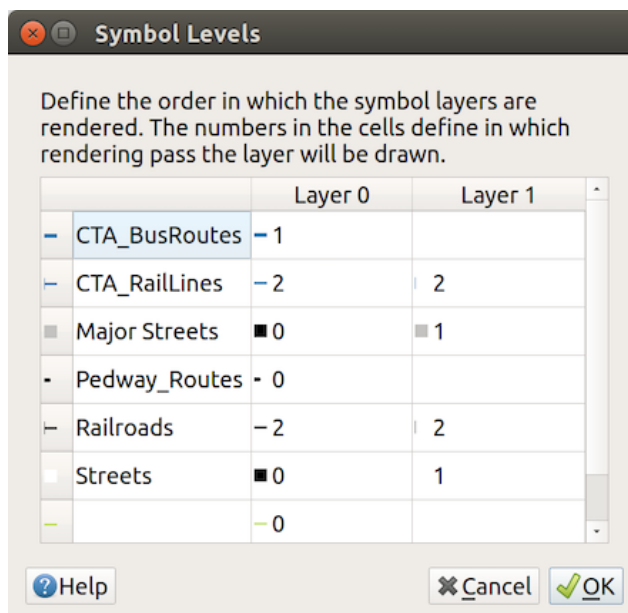 Symbol Levels
Define the order in which the symbol layers are
rendered. The numbers in the cells define in which
rendering pass the layer will be drawn.
Layer 0 Layer 1
CTA_BusRoutes 1
CTA_RailLines 2 2
Major Streets 0 1
Pedway_Routes 0
Railroads 2 2
Streets 0 1
0
Help Cancel OK